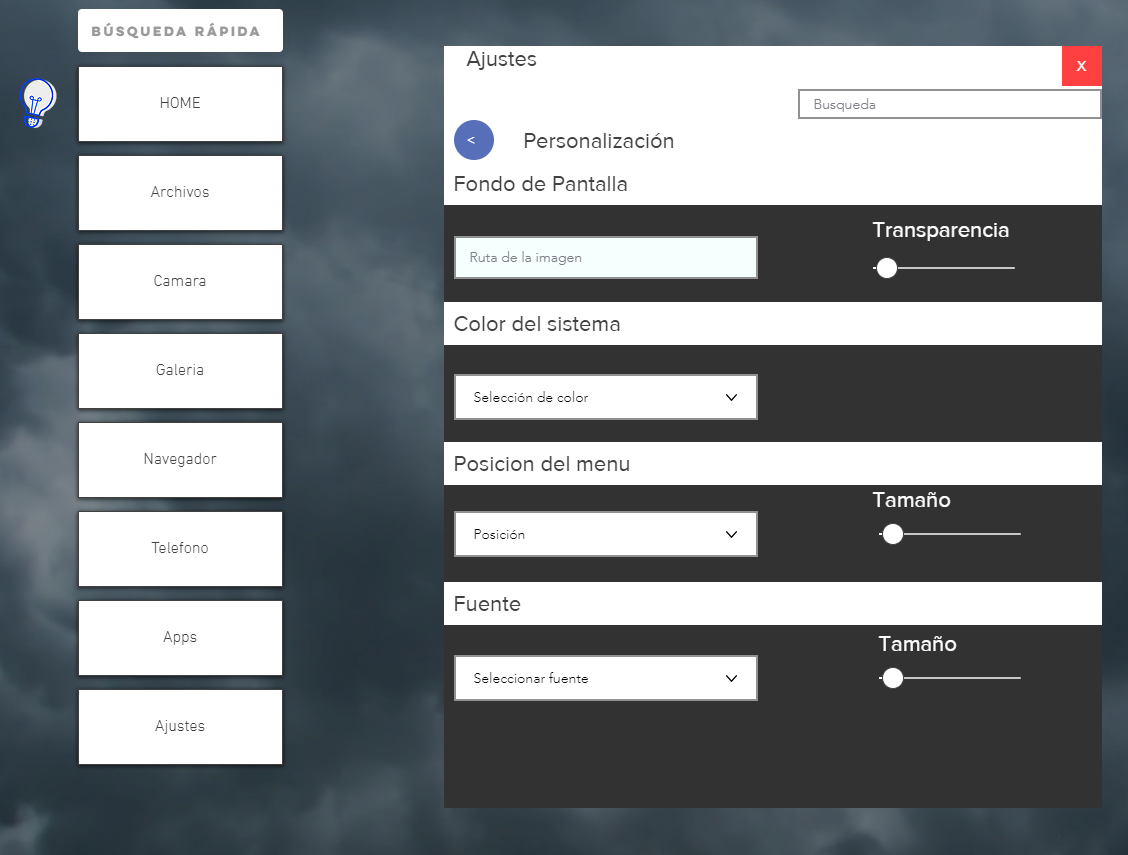 BÚSQUEDA RÁPIDA
HOME
Archivos
Camara
Galeria
Navegador
Telefono
Apps
Ajustes
Ajustes
X
Busqueda
<
Personalización
Fondo de Pantalla
Ruta de la imagen
Transparencia
Color del sistema
Selección de color
Posicion del menu
Posición
Tamaño
Fuente
Seleccionar fuente
Tamaño